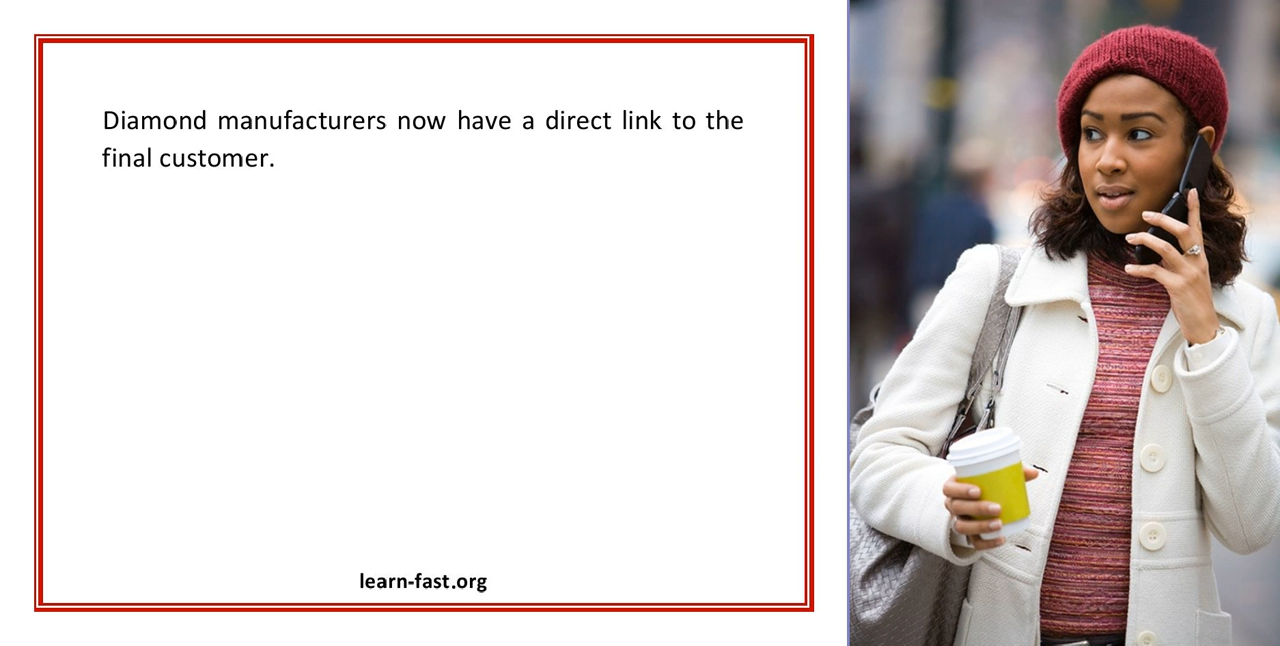 Diamond manufacturers now have a direct link to the
final customer.
learn-fast.org